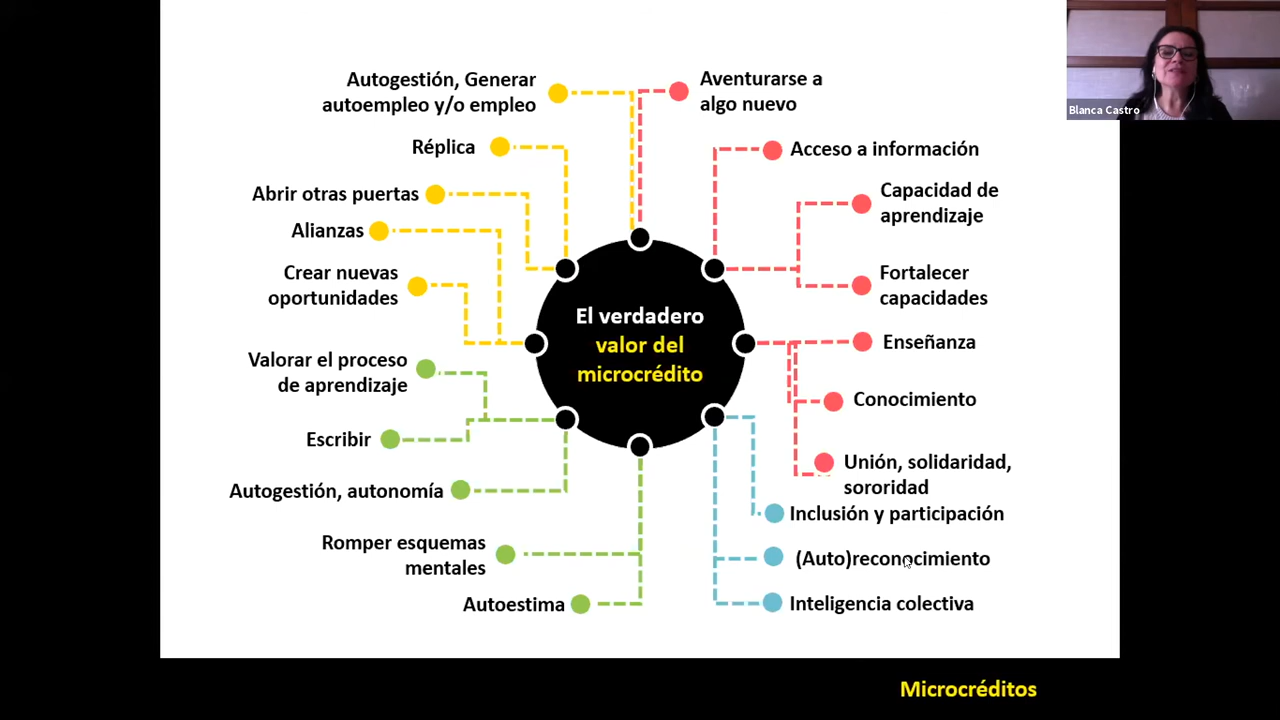 Autogestión, Generar
autoempleo y/o empleo
Réplica
Abrir otras puertas
Alianzas
Crear nuevas
oportunidades
Valorar el proceso
de aprendizaje
Escribir
Autogestión, autonomía
Romper esquemas
mentales
Autoestima
El verdadero
valor del
microcrédito
Aventurarse a
algo nuevo
Acceso a información
Capacidad de
aprendizaje
Fortalecer
capacidades
Enseñanza
Conocimiento
Unión, solidaridad,
sororidad
Inclusión y participación
(Auto)reconocimiento
Inteligencia colectiva
Blanca Castro
Microcréditos